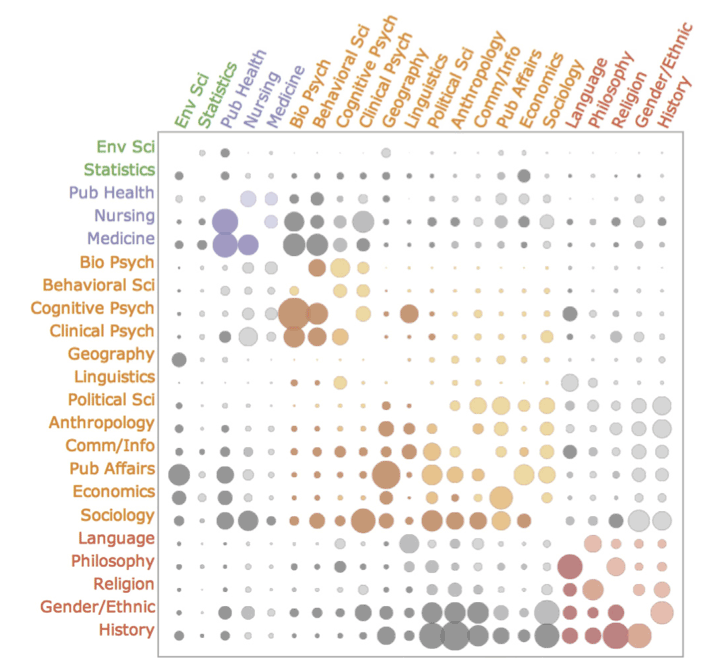 Env Sci
Statistics
Pub Health
Nursing
Medicine
Bio Psych
Behavioral Sci
Cognitive Psych
Clinical Psych
Geography
Linguistics
Political Sci
Anthropology
Comm/Info
Pub Affairs
Economics
Sociology
Language
Philosophy
Religion
Gender/Ethnic
History
Env Sci
Statistics
Pub Health
Nursing
Medicine
Bio Psych
Behavioral Sci
Cognitive Psych
Clinical Psych
Geography
Linguistics
Political Sci
Anthropology
Comm/Info
Pub Affairs
Economics
Sociology
Language
Philosophy
Religion
Gender/Ethnic
History